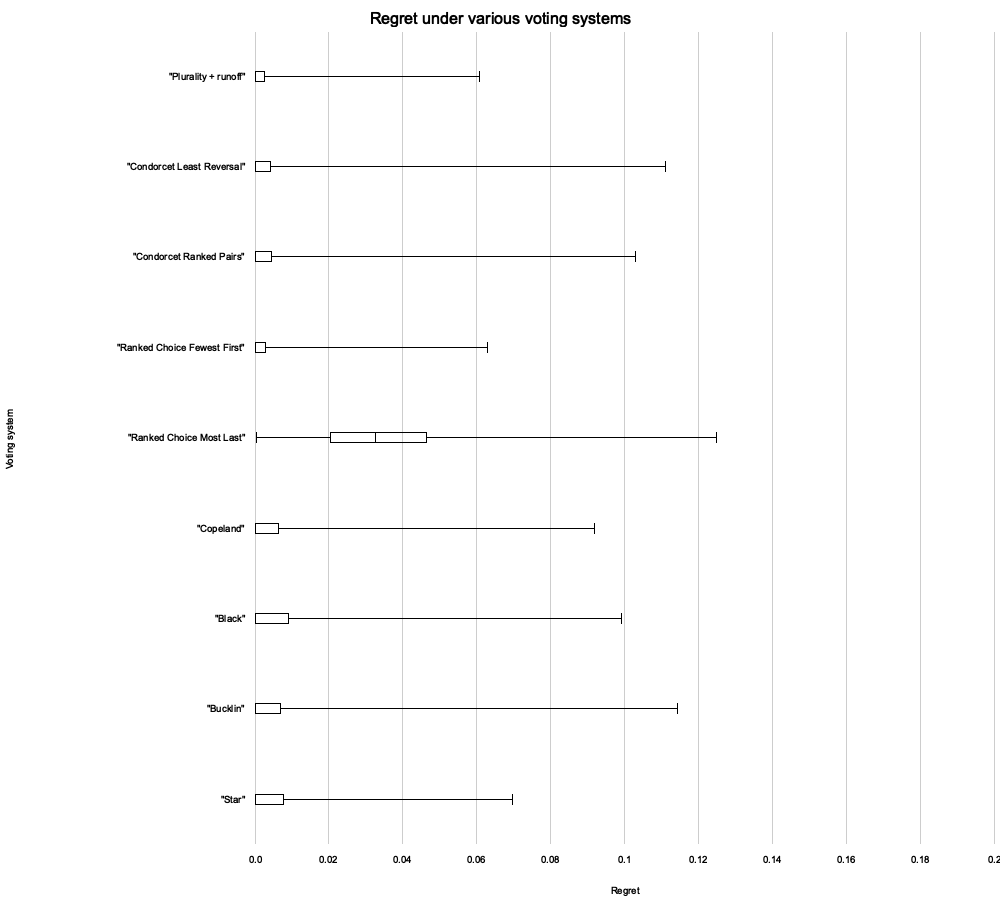 Regret under various voting systems
"Plurality + runoff"
"Condorcet Least Reversal"
"Condorcet Ranked Pairs"
"Ranked Choice Fewest First"
"Ranked Choice Most Last"
"Copeland"
"Black"
"Bucklin"
"Star"
Voting system
0.0 0.02 0.04 0.06 0.08 0.1 0.12 0.14 0.16 0.18 0.2
Regret